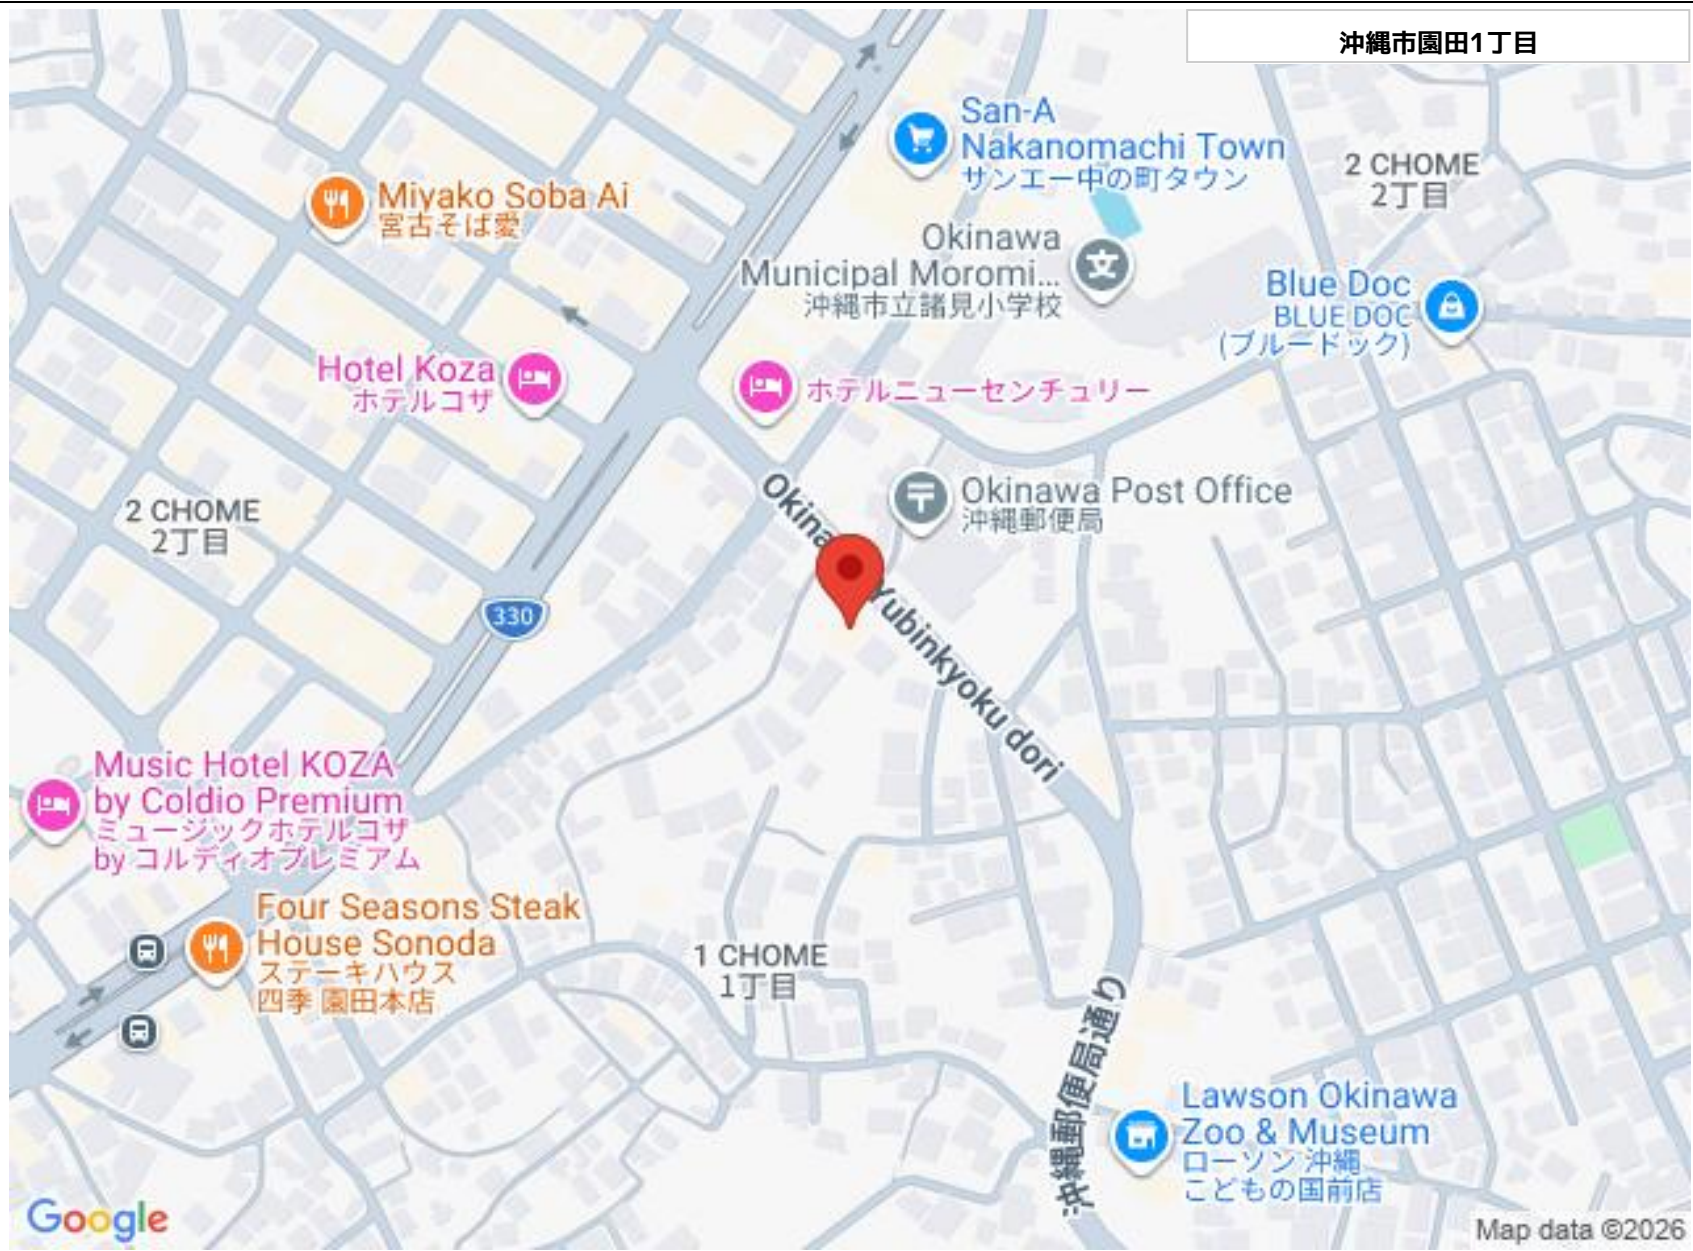 沖縄市園田1丁目
San-A
Nakanomachi Town
サンエー中の町タウン
2 CHOME
2丁目
Miyako Soba Ai
宮古そば愛
Okinawa
Municipal Moromi...
沖縄市立諸見小学校
Blue Doc
BLUE DOC
(ブルードック)
Hotel Koza
ホテルコザ
ホテルニューセンチュリー
Okinawa Post Office
沖縄郵便局
2 CHOME
2丁目
330
Okina
Yubinkyoku dori
Music Hotel KOZA
by Coldio Premium
ミュージックホテルコザ
by コルディオプレミアム
Four Seasons Steak
House Sonoda
ステーキハウス
四季 園田本店
1 CHOME
1丁目
沖縄郵便局通り
Lawson Okinawa
Zoo & Museum
ローソン 沖縄
こどもの国前店
Google
Map data ©2026